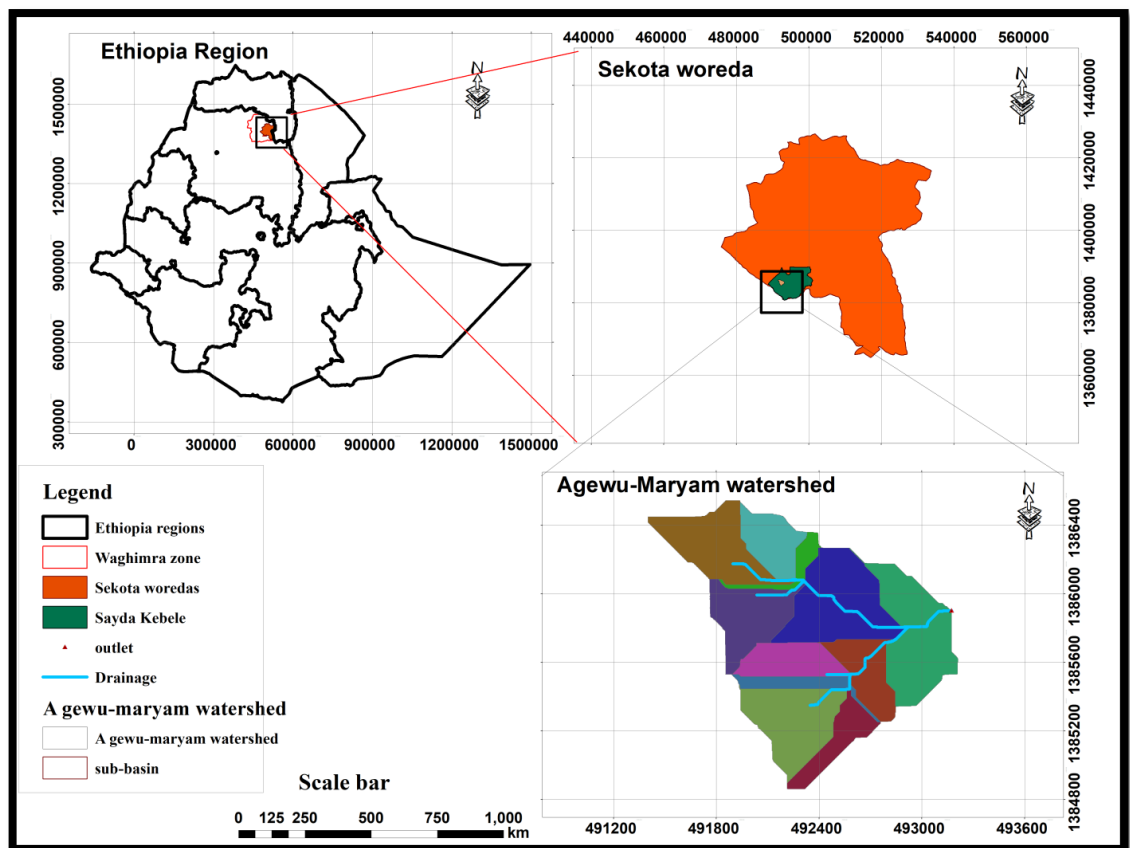 Ethiopia Region
N
1500000
1200000
900000
600000
300000
0 300000 600000 900000 1200000 1500000
440000 460000 480000 500000 520000 540000 560000
Sekota woreda
N
1440000
1420000
1400000
1380000
1360000
Legend
Ethiopia regions
Waghimra zone
Sekota woredas
Sayda Kebele
outlet
Drainage
A gewu-maryam watershed
A gewu-maryam watershed
sub-basin
Scale bar
0 125 250 500 750 1,000
km
Agewu-Maryam watershed
N
1386400
1386000
1385600
1385200
1384800
491200 491800 492400 493000 493600